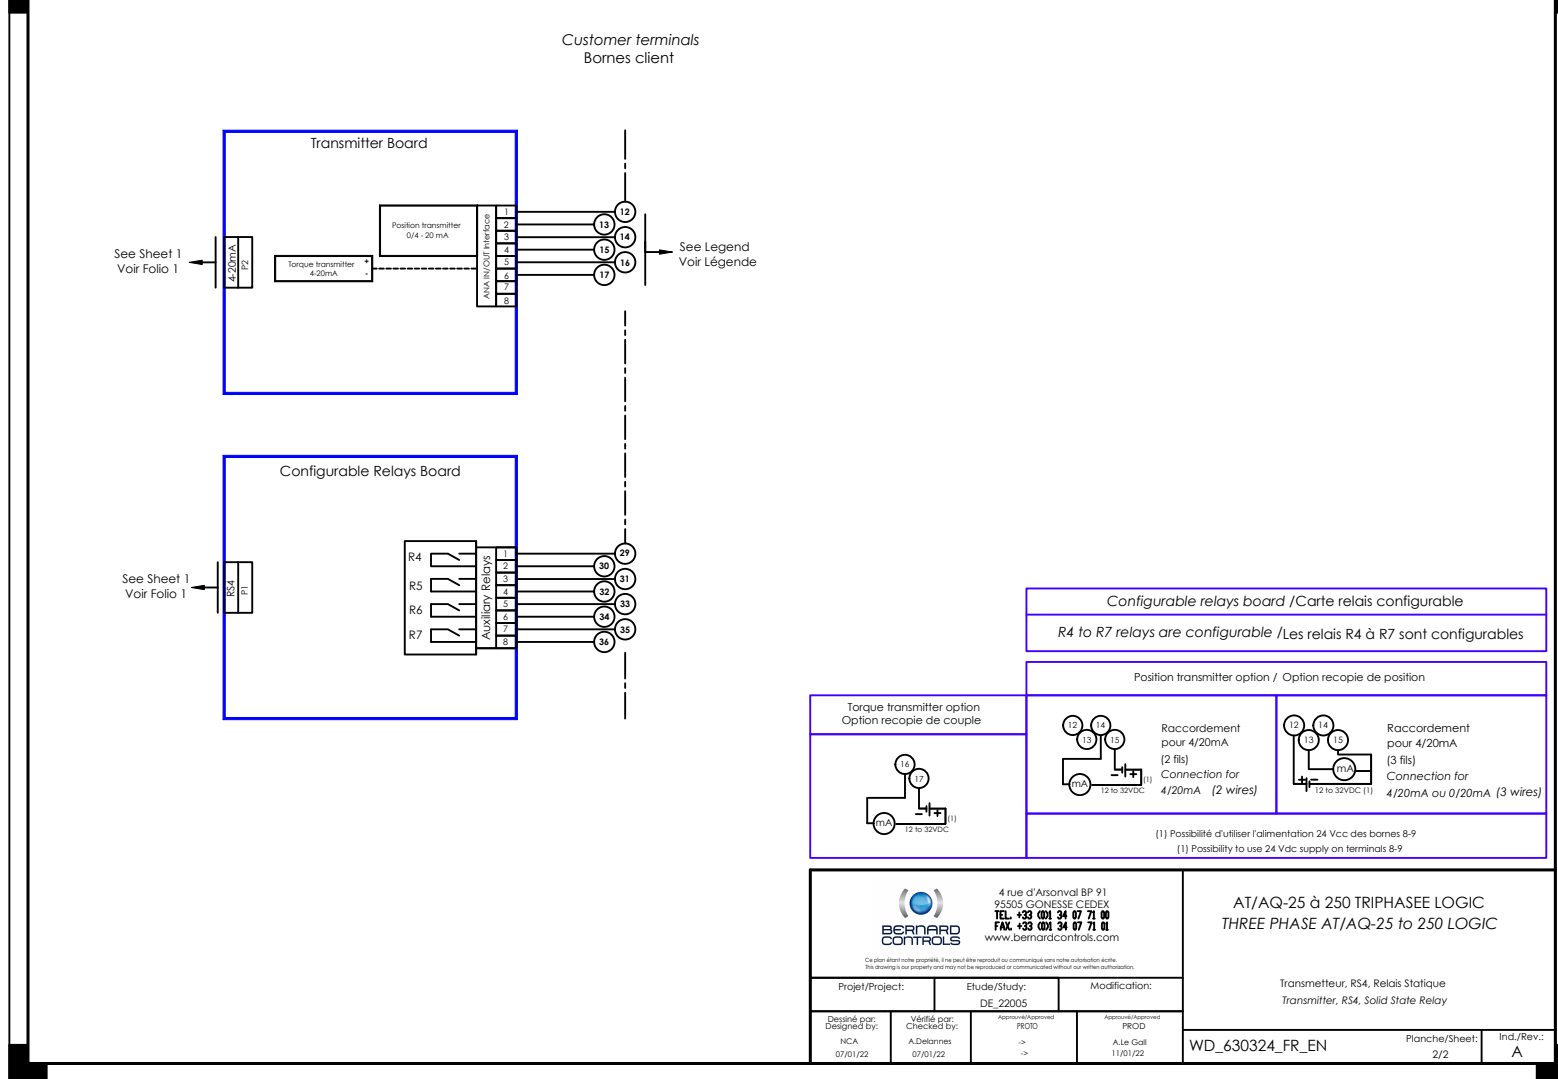 Customer terminals
Bornes client
Transmitter Board
Position transmitter
0/4 - 20 mA
Torque transmitter
4-20mA
+
-
ANA IN/OUT Interface
1
2
3
4
5
6
7
8
12
13
14
15
16
17
See Sheet 1
Voir Folio 1
4-20mA
P2
See Legend
Voir Légende
Configurable Relays Board
R4
R5
R6
R7
Auxiliary Relays
1
2
3
4
5
6
7
8
29
30
31
32
33
34
35
36
See Sheet 1
Voir Folio 1
RS4
P1
Configurable relays board /Carte relais configurable
R4 to R7 relays are configurable /Les relais R4 à R7 sont configurables
Position transmitter option / Option recopie de position
Torque transmitter option
Option recopie de couple
16
17
mA
- +
(1)
12 to 32VDC
12
14
13
15
mA
- +
(1)
12 to 32VDC
Raccordement
pour 4/20mA
(2 fils)
Connection for
4/20mA (2 wires)
12
14
13
15
mA
+ -
12 to 32VDC (1)
Raccordement
pour 4/20mA
(3 fils)
Connection for
4/20mA ou 0/20mA (3 wires)
(1) Possibilité d'utiliser l'alimentation 24 Vcc des bornes 8-9
(1) Possibility to use 24 Vdc supply on terminals 8-9
BERNARD
CONTROLS
4 rue d'Arsonval BP 91
95505 GONESSE CEDEX
TEL. +33 (0)1 34 07 71 00
FAX. +33 (0)1 34 07 71 01
www.bernardcontrols.com
Ce plan étant notre propriété, il ne peut être reproduit ou communiqué sans notre autorisation écrite.
This drawing is our property and may not be reproduced or communicated without our written authorization.
Projet/Project:
Etude/Study:
DE_22005
Modification:
Dessiné par:
Designed by:
NCA
07/01/22
Vérifié par:
Checked by:
A.Delannes
07/01/22
Approuvé/Approved
PROTO
->
->
Approuvé/Approved
PROD
A.Le Gall
11/01/22
AT/AQ-25 à 250 TRIPHASEE LOGIC
THREE PHASE AT/AQ-25 to 250 LOGIC
Transmetteur, RS4, Relais Statique
Transmitter, RS4, Solid State Relay
WD_630324_FR_EN
Planche/Sheet:
2/2
Ind./Rev.:
A